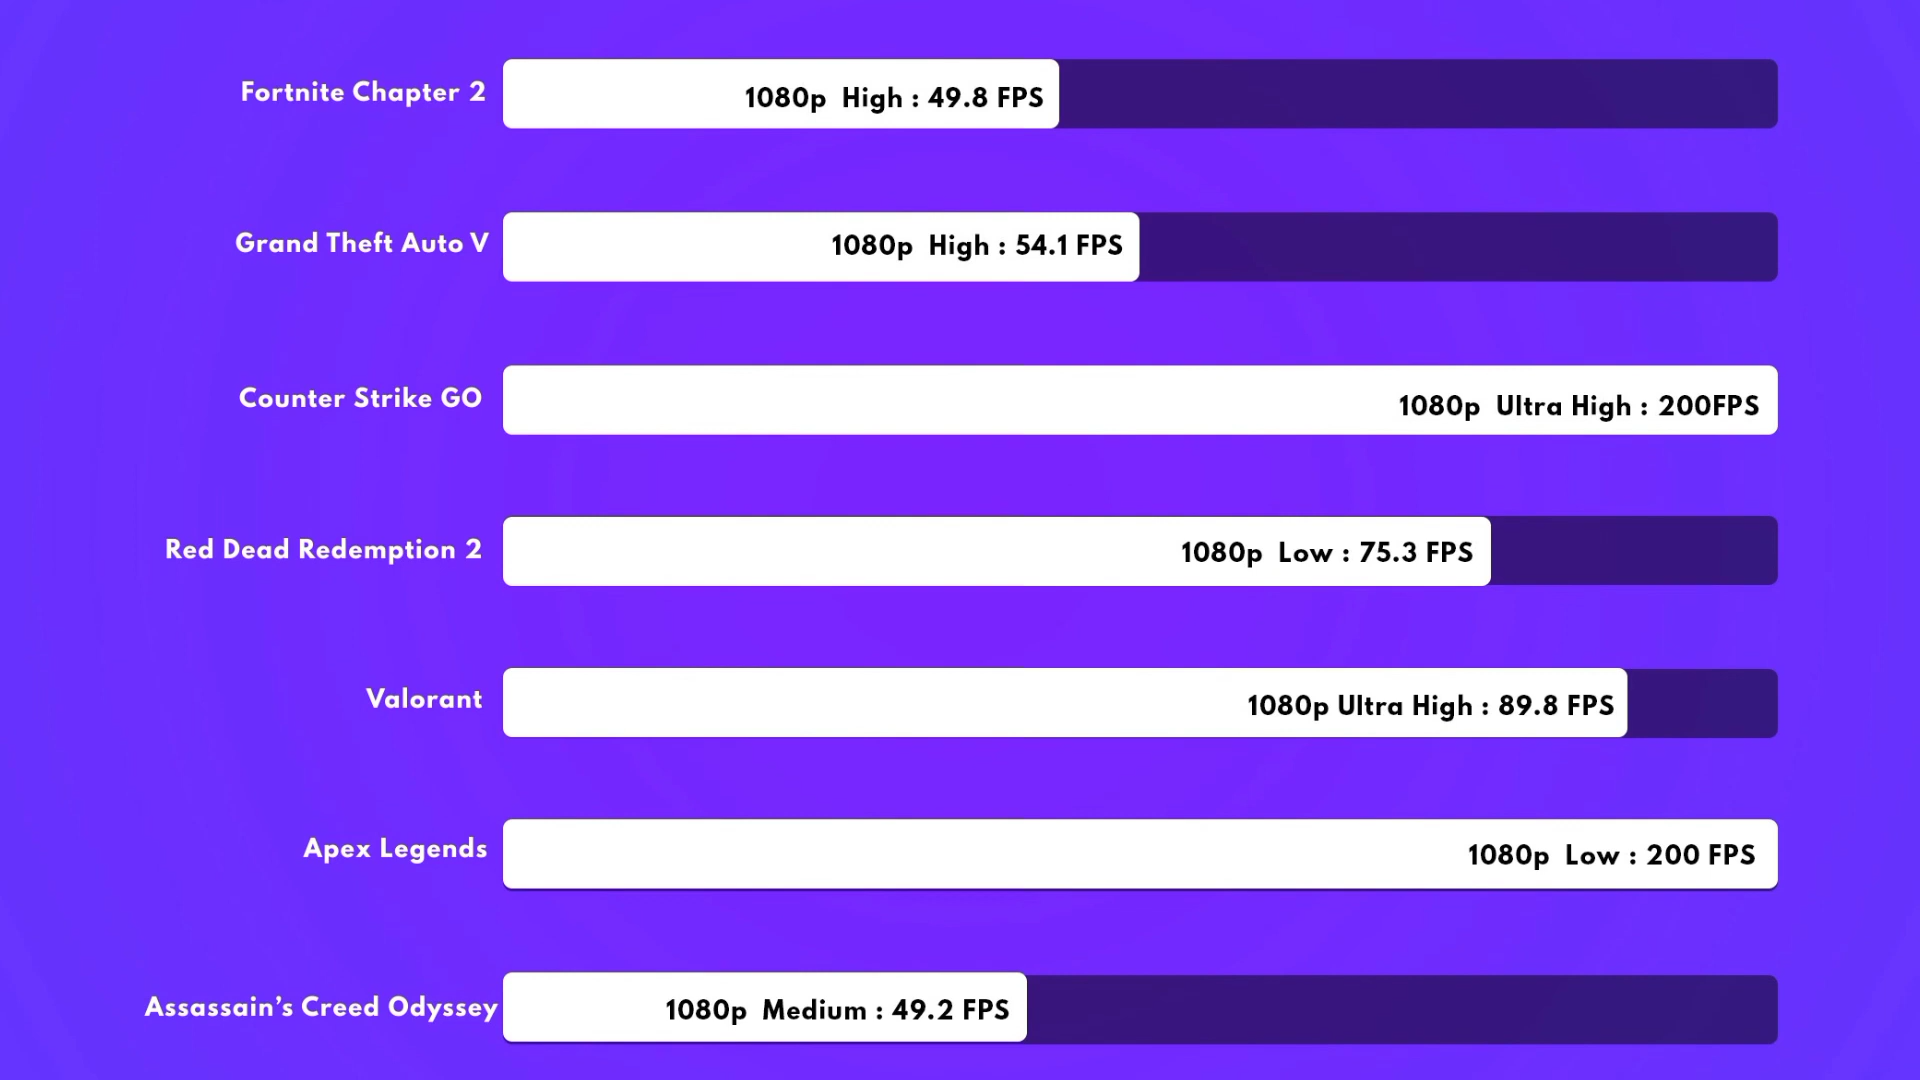 Fortnite Chapter 2 1080p High : 49.8 FPS
Grand Theft Auto V 1080p High : 54.1 FPS
Counter Strike GO 1080p Ultra High : 200FPS
Red Dead Redemption 2 1080p Low : 75.3 FPS
Valorant 1080p Ultra High : 89.8 FPS
Apex Legends 1080p Low : 200 FPS
Assassain's Creed Odyssey 1080p Medium : 49.2 FPS